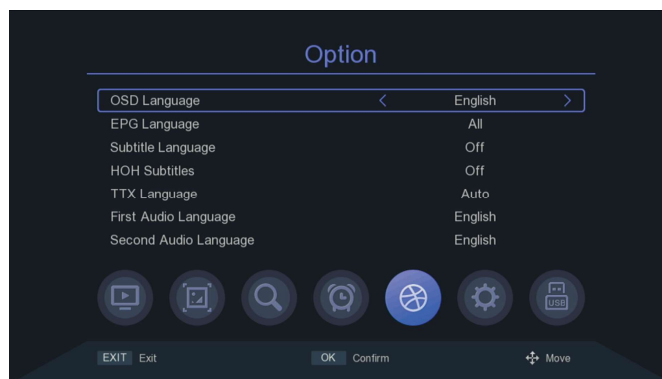 Option
OSD Language < English >
EPG Language All
Subtitle Language Off
HOH Subtitles Off
TTX Language Auto
First Audio Language English
Second Audio Language English
USB
EXIT Exit OK Confirm Move